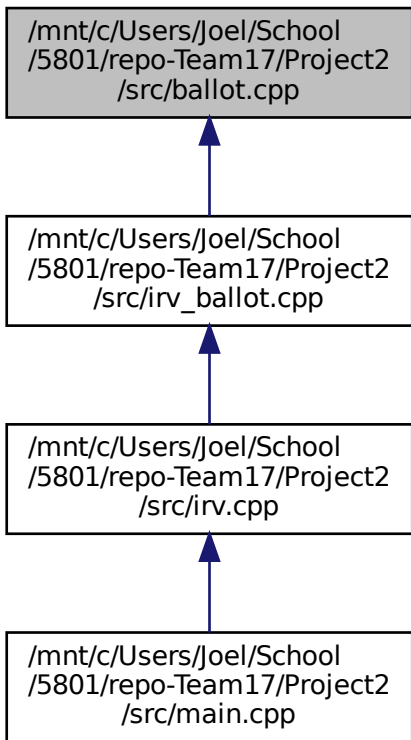 /mnt/c/Users/Joel/School
/5801/repo-Team17/Project2
/src/ballot.cpp
/mnt/c/Users/Joel/School
/5801/repo-Team17/Project2
/src/irv_ballot.cpp
/mnt/c/Users/Joel/School
/5801/repo-Team17/Project2
/src/irv.cpp
/mnt/c/Users/Joel/School
/5801/repo-Team17/Project2
/src/main.cpp